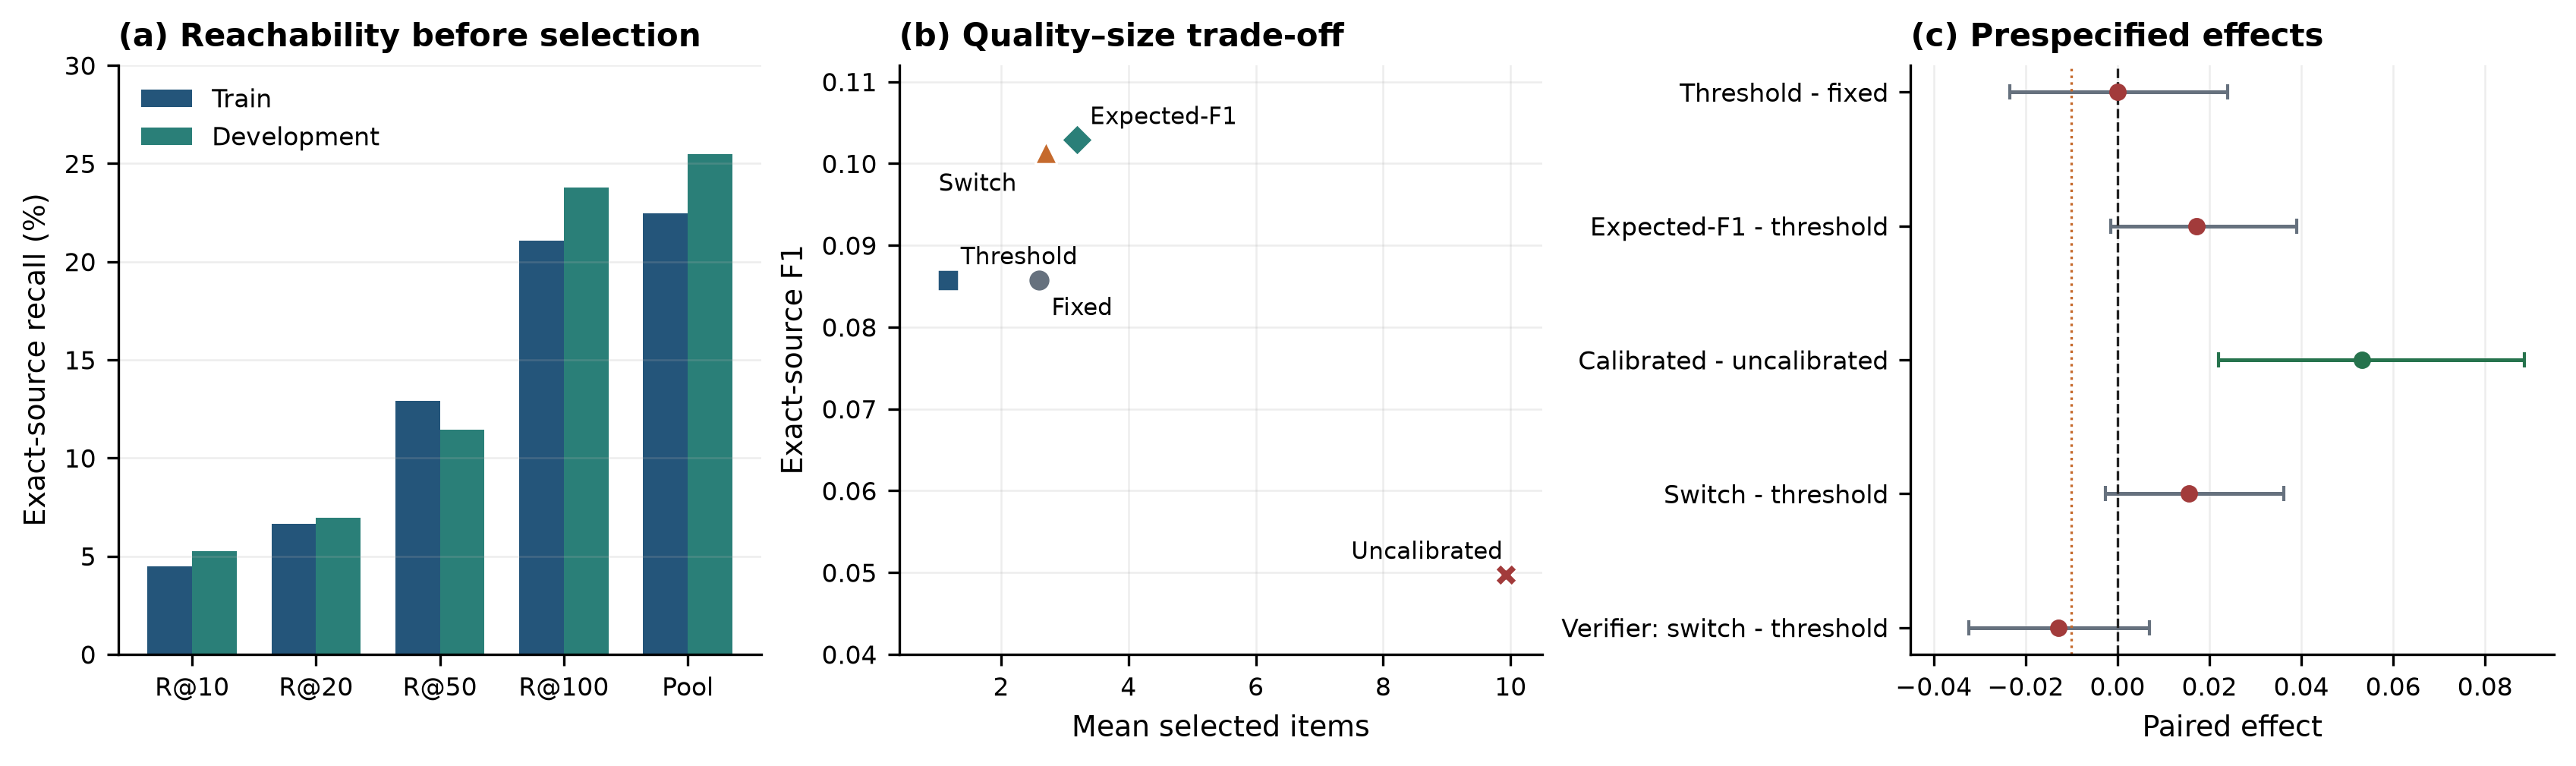 (a) Reachability before selection
30
25
20
15
10
5
0
Exact-source recall (%)
Train
Development
R@10
R@20
R@50
R@100
Pool
(b) Quality–size trade-off
0.11
0.10
0.09
0.08
0.07
0.06
0.05
0.04
Exact-source F1
Expected-F1
Switch
Threshold
Fixed
Uncalibrated
2
4
6
8
10
Mean selected items
(c) Prespecified effects
Threshold - fixed
Expected-F1 - threshold
Calibrated - uncalibrated
Switch - threshold
Verifier: switch - threshold
−0.04
−0.02
0.00
0.02
0.04
0.06
0.08
Paired effect